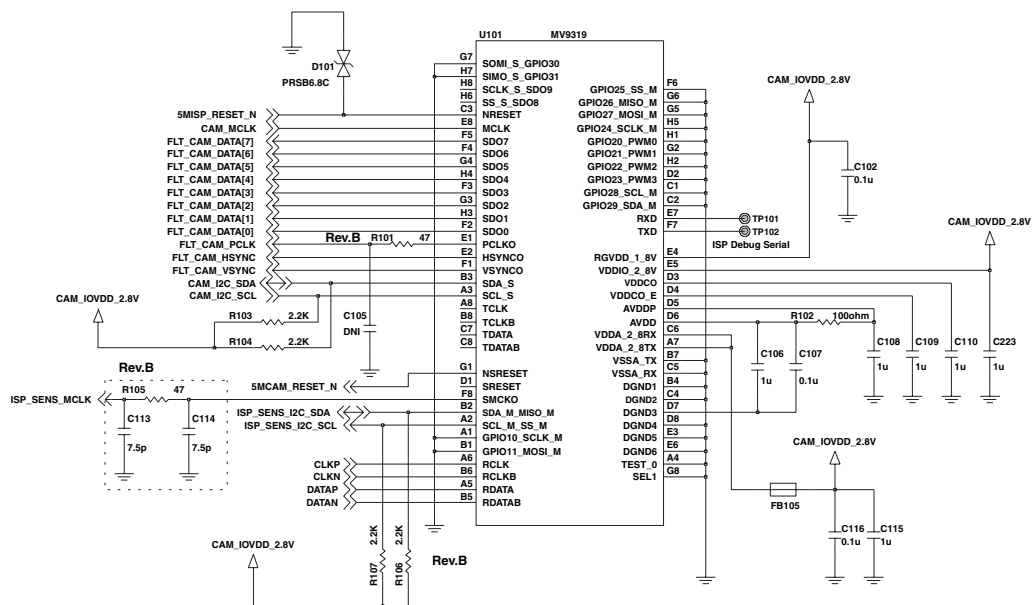 U101 MV9319
D101
PRSB6.8C
G7 SOMI_S_GPIO30
H7 SIMO_S_GPIO31
H8 SCLK_S_SDO9
H6 SS_S_SDO8
5MISP_RESET_N C3 NRESET
CAM_MCLK E8 MCLK
FLT_CAM_DATA[7] F5 SDO7
FLT_CAM_DATA[6] F4 SDO6
FLT_CAM_DATA[5] G4 SDO5
FLT_CAM_DATA[4] H4 SDO4
FLT_CAM_DATA[3] F3 SDO3
FLT_CAM_DATA[2] G3 SDO2
FLT_CAM_DATA[1] H3 SDO1
FLT_CAM_DATA[0] F2 SDO0
Rev.B
FLT_CAM_PCLK R101 47 E1 PCLKO
FLT_CAM_HSYNC E2 HSYNCO
FLT_CAM_VSYNC F1 VSYNCO
CAM_I2C_SDA B3 SDA_S
CAM_I2C_SCL A3 SCL_S
A8 TCLK
B8 TCLKB
C7 TDATA
C8 TDATAB
CAM_IOVDD_2.8V
R103 2.2K
R104 2.2K
C105
DNI
Rev.B
5MCAM_RESET_N G1 NSRESET
D1 SRESET
ISP_SENS_MCLK R105 47 F8 SMCKO
C113
7.5p
C114
7.5p
ISP_SENS_I2C_SDA B2 SDA_M_MISO_M
ISP_SENS_I2C_SCL A2 SCL_M_SS_M
A1 GPIO10_SCLK_M
B1 GPIO11_MOSI_M
CLKP A6 RCLK
CLKN B6 RCLKB
DATAP A5 RDATA
DATAN B5 RDATAB
R107 2.2K
R106 2.2K
Rev.B
CAM_IOVDD_2.8V
GPIO25_SS_M F6
GPIO26_MISO_M G6
GPIO27_MOSI_M G5
GPIO24_SCLK_M H5
GPIO20_PWM0 H1
GPIO21_PWM1 G2
GPIO22_PWM2 H2
GPIO23_PWM3 D2
GPIO28_SCL_M C1
GPIO29_SDA_M C2
RXD E7 TP101
TXD F7 TP102
ISP Debug Serial
RGVDD_1_8V E4
VDDIO_2_8V E5
VDDCO D3
VDDCO_E D4
AVDDP D5
AVDD D6
VDDA_2_8RX C6
VDDA_2_8TX A7
VSSA_TX B7
VSSA_RX C5
DGND1 B4
DGND2 C4
DGND3 D7
DGND4 D8
DGND5 E3
DGND6 E6
TEST_0 A4
SEL1 G8
CAM_IOVDD_2.8V
C102
0.1u
CAM_IOVDD_2.8V
R102 100ohm
C106
1u
C107
0.1u
C108
1u
C109
1u
C110
1u
C223
1u
CAM_IOVDD_2.8V
FB105
C116
0.1u
C115
1u